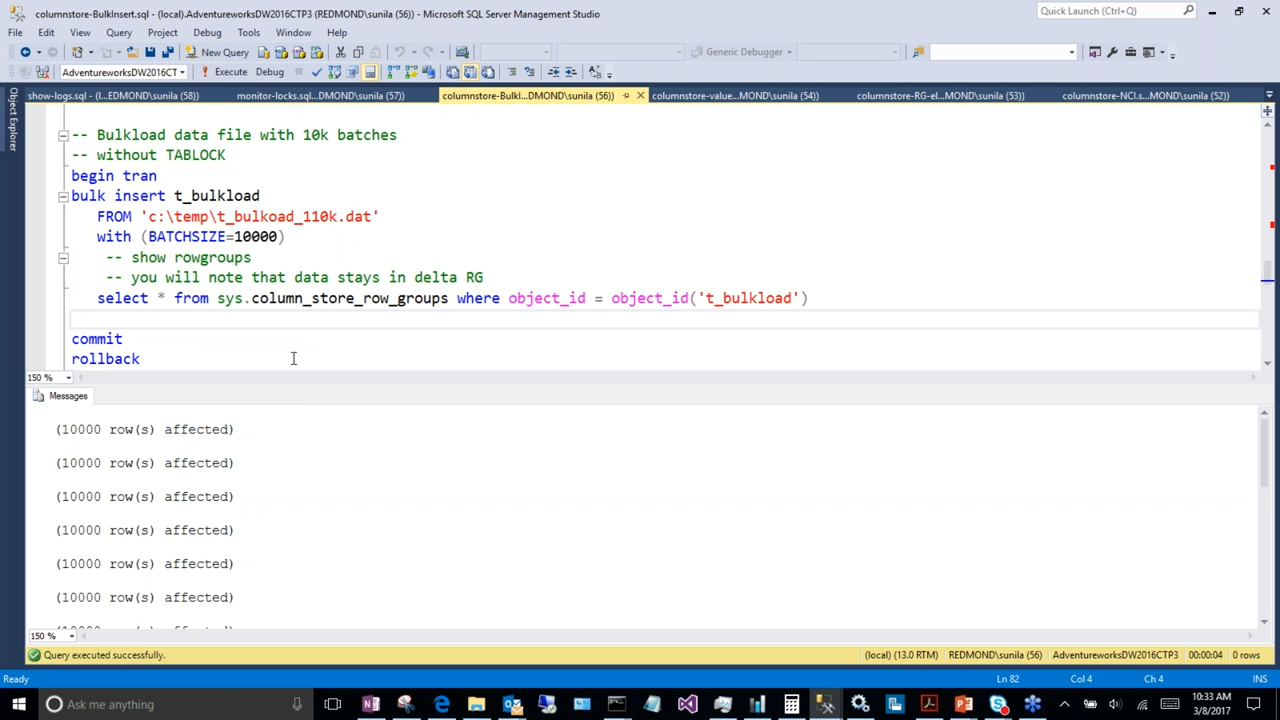 columnstore-BulkInsert.sql - (local).AdventureworksDW2016CTP3 (REDMOND\sunila (56)) - Microsoft SQL Server Management Studio
Quick Launch (Ctrl+Q)
File Edit View Query Project Debug Tools Window Help
New Query
Generic Debugger
AdventureworksDW2016CT
Execute Debug
Object Explorer
show-logs.sql - (l...EDMOND\sunila (58))
monitor-locks.sql...DMOND\sunila (57))
columnstore-BulkI...DMOND\sunila (56))
columnstore-value...MOND\sunila (54))
columnstore-RG-el...MOND\sunila (53))
columnstore-NCI.s...MOND\sunila (52))
-- Bulkload data file with 10k batches
-- without TABLOCK
begin tran
bulk insert t_bulkload
FROM 'c:\temp\t_bulkoad_110k.dat'
with (BATCHSIZE=10000)
-- show rowgroups
-- you will note that data stays in delta RG
select * from sys.column_store_row_groups where object_id = object_id('t_bulkload')
commit
rollback
150 %
Messages
(10000 row(s) affected)
(10000 row(s) affected)
(10000 row(s) affected)
(10000 row(s) affected)
(10000 row(s) affected)
(10000 row(s) affected)
150 %
Query executed successfully.
(local) (13.0 RTM) REDMOND\sunila (56) AdventureworksDW2016CTP3 00:00:04 0 rows
Ready
Ln 82 Col 4 Ch 4 INS
Ask me anything
10:33 AM
3/8/2017